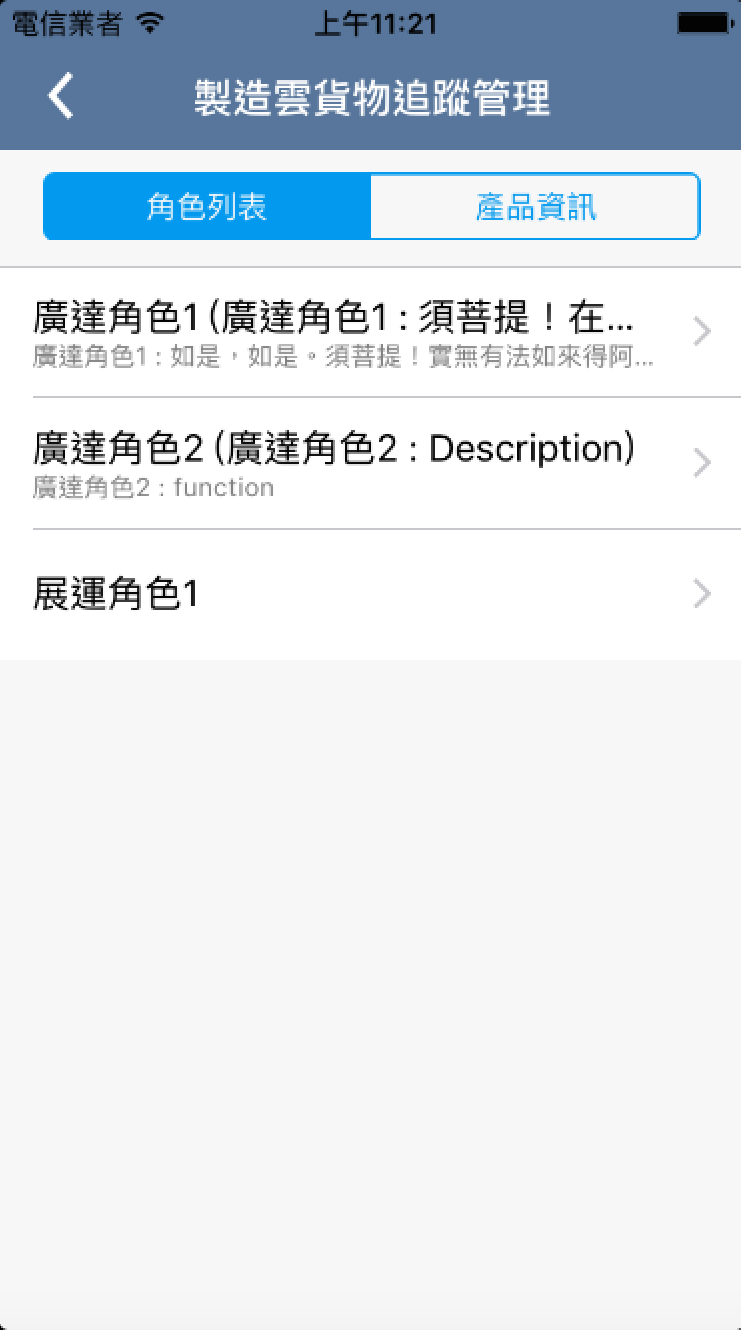 電信業者 上午11:21
製造雲貨物追蹤管理
角色列表 產品資訊
廣達角色1 (廣達角色1 : 須菩提！在...
廣達角色1 : 如是，如是。須菩提！實無有法如來得阿...
廣達角色2 (廣達角色2 : Description)
廣達角色2 : function
展運角色1